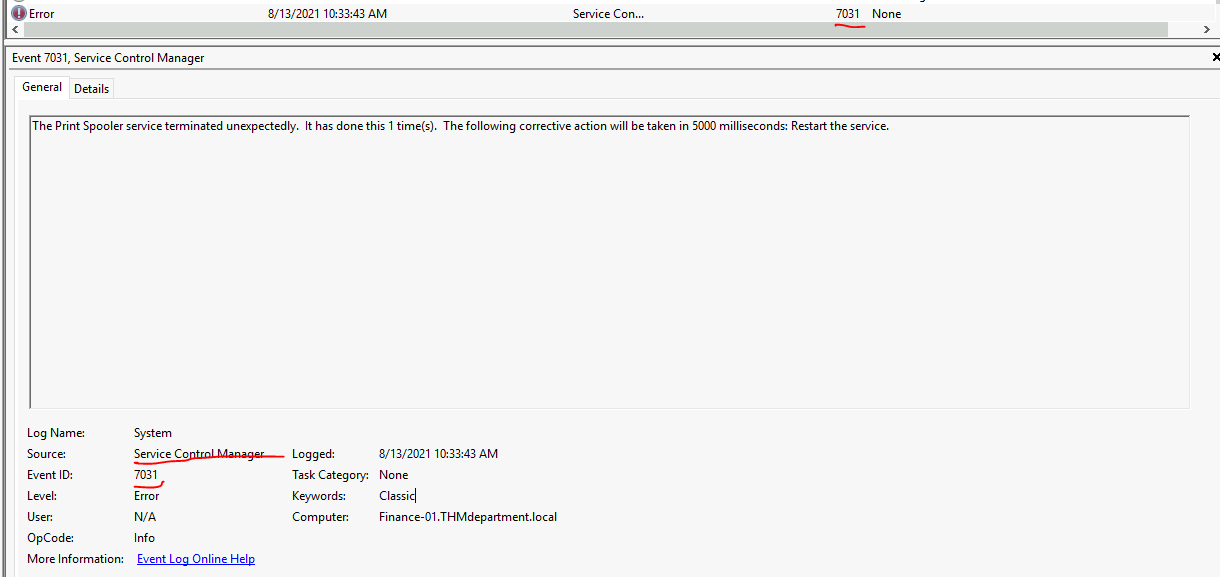 Error 8/13/2021 10:33:43 AM Service Con... 7031 None
Event 7031, Service Control Manager
General Details
The Print Spooler service terminated unexpectedly.  It has done this 1 time(s).  The following corrective action will be taken in 5000 milliseconds: Restart the service.
Log Name: System
Source: Service Control Manager Logged: 8/13/2021 10:33:43 AM
Event ID: 7031 Task Category: None
Level: Error Keywords: Classic
User: N/A Computer: Finance-01.THMdepartment.local
OpCode: Info
More Information: Event Log Online Help